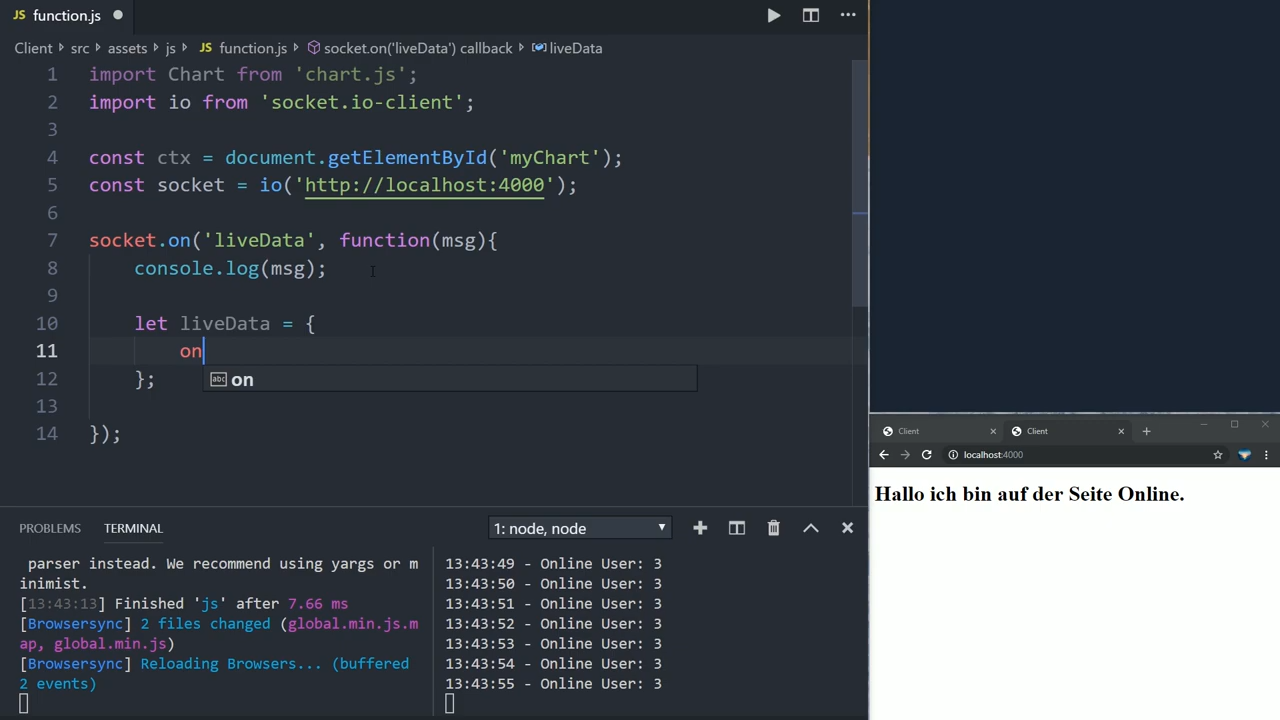 JS function.js
Client src assets js JS function.js socket.on('liveData') callback liveData
1 import Chart from 'chart.js';
2 import io from 'socket.io-client';
3
4 const ctx = document.getElementById('myChart');
5 const socket = io('http://localhost:4000');
6
7 socket.on('liveData', function(msg){
8 console.log(msg);
9
10 let liveData = {
11 on
12 };
abc on
13
14 });
PROBLEMS TERMINAL 1: node, node
parser instead. We recommend using yargs or m
inimist.
[13:43:13] Finished 'js' after 7.66 ms
[Browsersync] 2 files changed (global.min.js.m
ap, global.min.js)
[Browsersync] Reloading Browsers... (buffered
2 events)
13:43:49 - Online User: 3
13:43:50 - Online User: 3
13:43:51 - Online User: 3
13:43:52 - Online User: 3
13:43:53 - Online User: 3
13:43:54 - Online User: 3
13:43:55 - Online User: 3
Client Client
localhost:4000
Hallo ich bin auf der Seite Online.